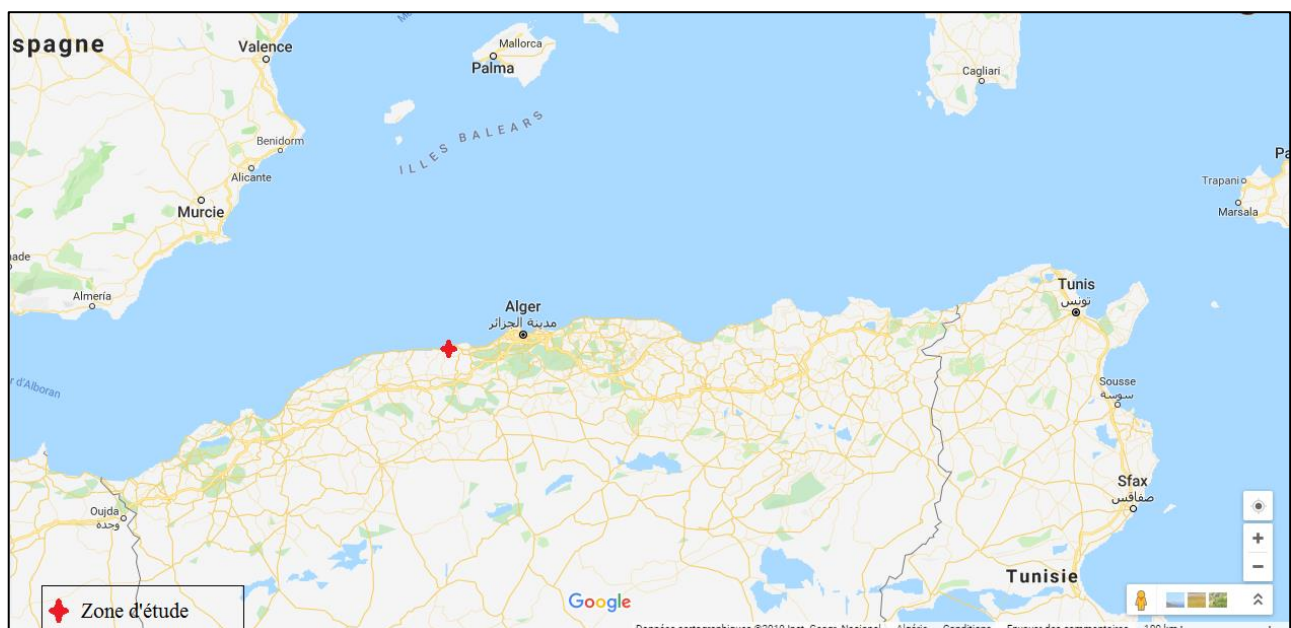 spagne
Valence
Mallorca
Palma
Cagliari
ILLES BALEARS
Benidorm
Alicante
Murcie
Trapani
Marsala
Almería
Alger
مدينة الجزائر
Tunis
تونس
Sousse
سوسة
Sfax
صفاقس
Oujda
وجدة
Tunisie
Zone d'étude
Google